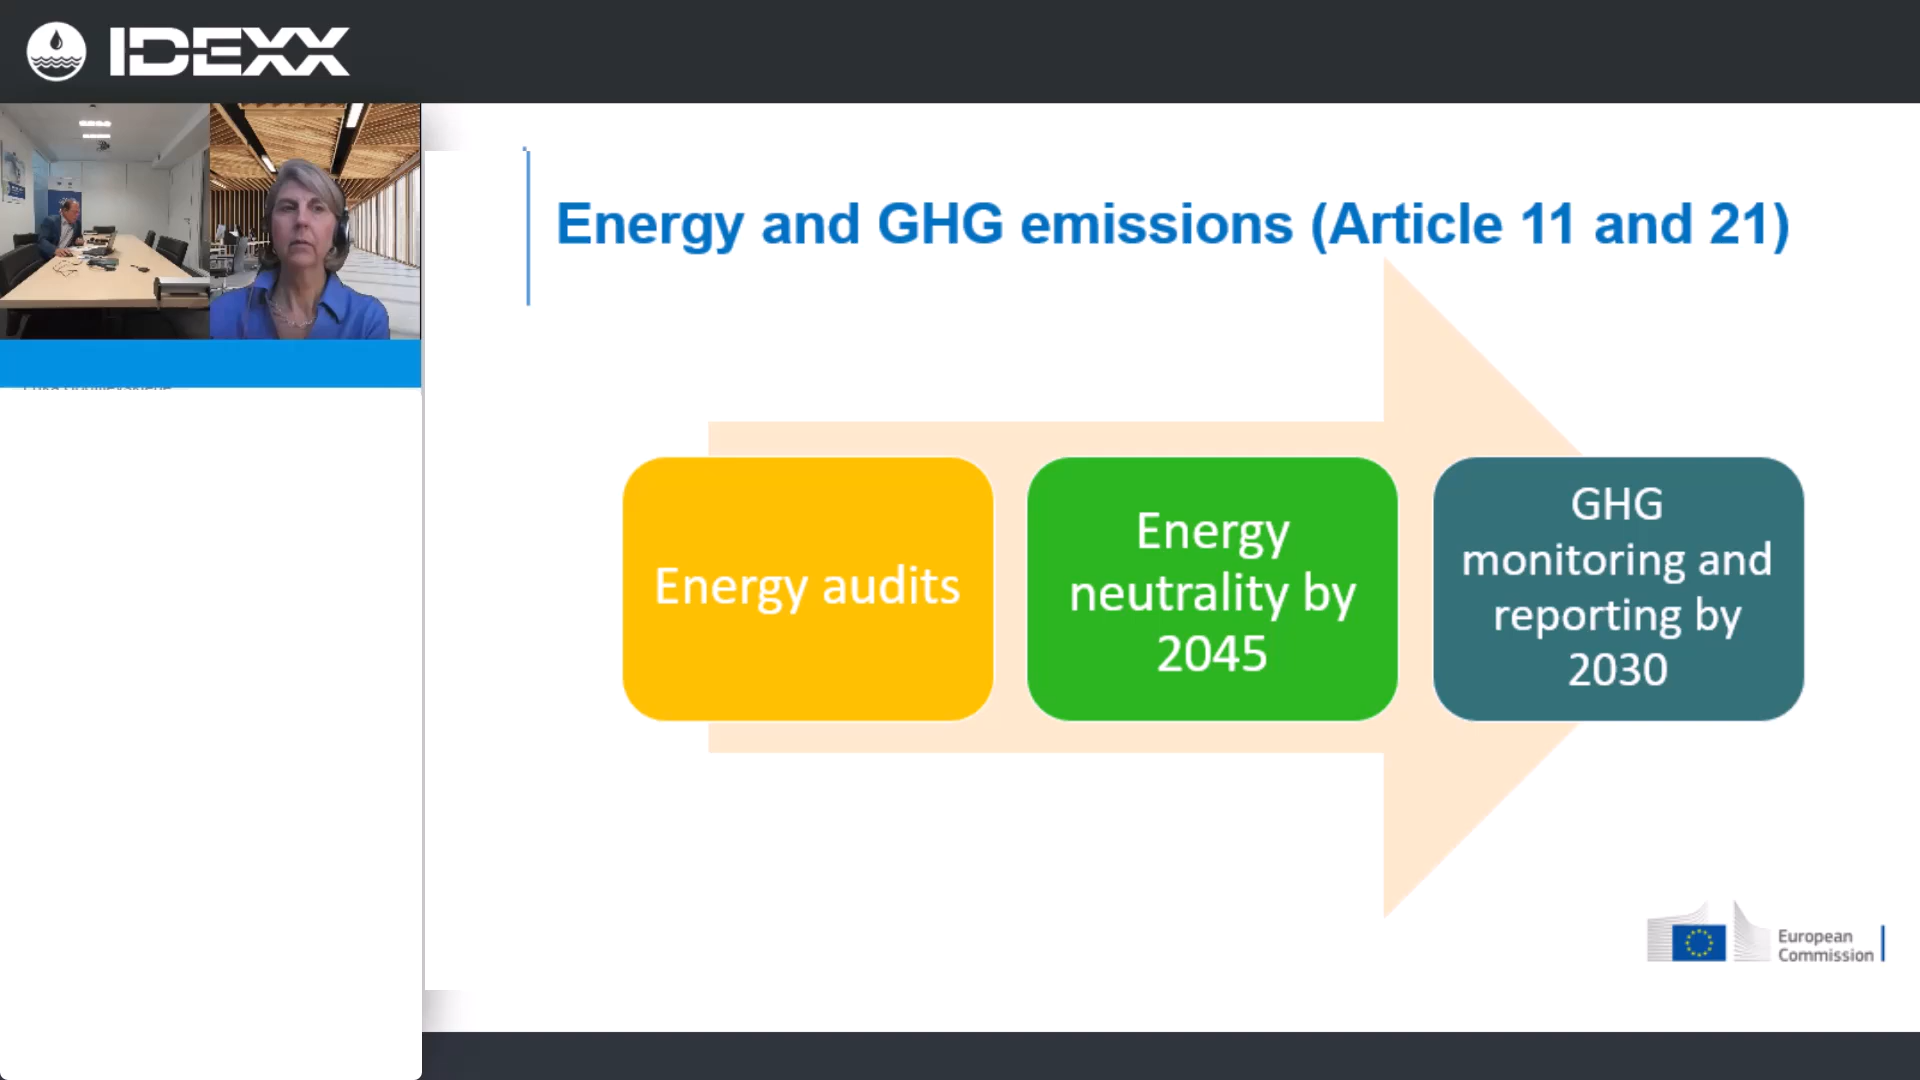 IDEXX
Energy and GHG emissions (Article 11 and 21)
Energy audits
Energy
neutrality by
2045
GHG
monitoring and
reporting by
2030
European
Commission